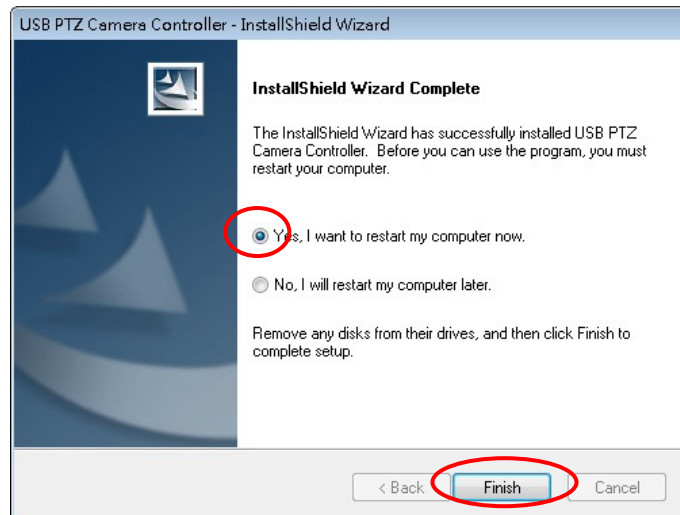 USB PTZ Camera Controller - InstallShield Wizard
InstallShield Wizard Complete
The InstallShield Wizard has successfully installed USB PTZ
Camera Controller. Before you can use the program, you must
restart your computer.
Yes, I want to restart my computer now.
No, I will restart my computer later.
Remove any disks from their drives, and then click Finish to
complete setup.
< Back Finish Cancel